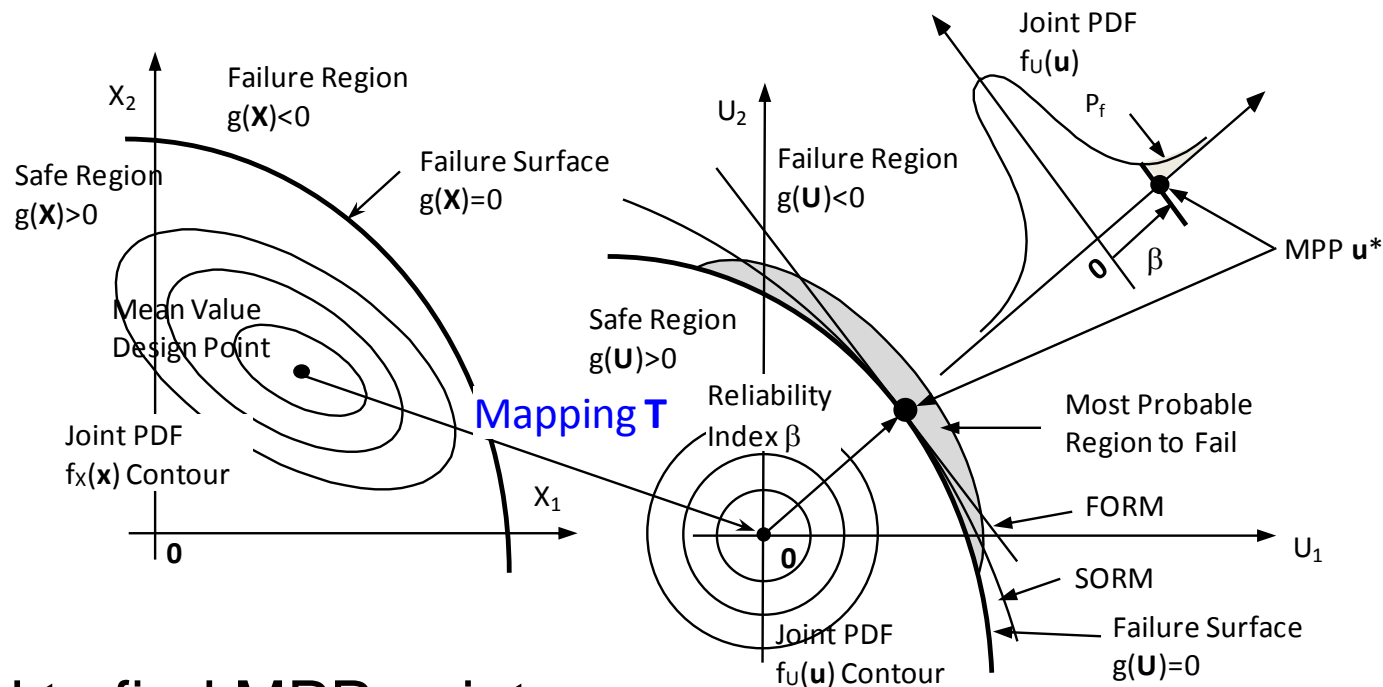 X2
Failure Region
g(X)<0
Safe Region
g(X)>0
Failure Surface
g(X)=0
Mean Value
Design Point
Joint PDF
fX(x) Contour
X1
0
Mapping T
U2
Failure Region
g(U)<0
Safe Region
g(U)>0
Reliability
Index β
0
Joint PDF
fU(u) Contour
Joint PDF
fU(u)
Pf
0
β
MPP u*
Most Probable
Region to Fail
FORM
U1
SORM
Failure Surface
g(U)=0